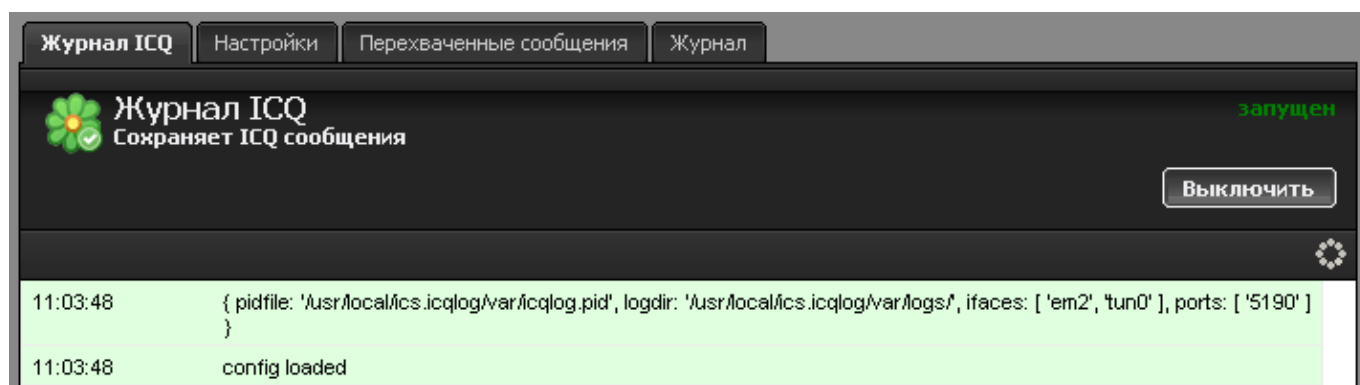 Журнал ICQ Настройки Перехваченные сообщения Журнал
Журнал ICQ
запущен
Сохраняет ICQ сообщения
Выключить
11:03:48 { pidfile: '/usr/local/ics.icqlog/var/icqlog.pid', logdir: '/usr/local/ics.icqlog/var/logs/', ifaces: [ 'em2', 'tun0' ], ports: [ '5190' ]
}
11:03:48 config loaded